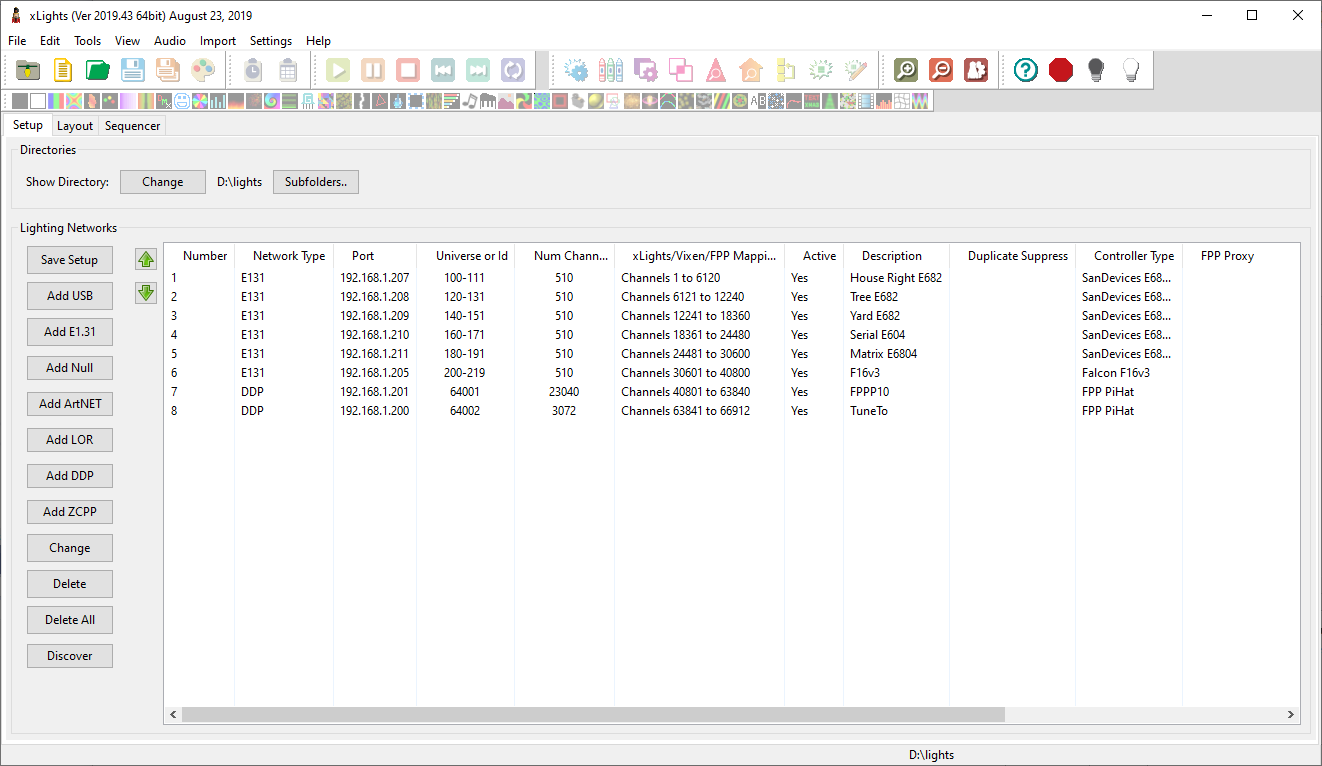 xLights (Ver 2019.43 64bit) August 23, 2019
File Edit Tools View Audio Import Settings Help
Setup Layout Sequencer
Directories
Show Directory: Change D:\lights Subfolders..
Lighting Networks
Save Setup
Add USB
Add E1.31
Add Null
Add ArtNET
Add LOR
Add DDP
Add ZCPP
Change
Delete
Delete All
Discover
Number Network Type Port Universe or Id Num Chann... xLights/Vixen/FPP Mappi... Active Description Duplicate Suppress Controller Type FPP Proxy
1 E131 192.168.1.207 100-111 510 Channels 1 to 6120 Yes House Right E682 SanDevices E68...
2 E131 192.168.1.208 120-131 510 Channels 6121 to 12240 Yes Tree E682 SanDevices E68...
3 E131 192.168.1.209 140-151 510 Channels 12241 to 18360 Yes Yard E682 SanDevices E68...
4 E131 192.168.1.210 160-171 510 Channels 18361 to 24480 Yes Serial E604 SanDevices E68...
5 E131 192.168.1.211 180-191 510 Channels 24481 to 30600 Yes Matrix E6804 SanDevices E68...
6 E131 192.168.1.205 200-219 510 Channels 30601 to 40800 Yes F16v3 Falcon F16v3
7 DDP 192.168.1.201 64001 23040 Channels 40801 to 63840 Yes FPPP10 FPP PiHat
8 DDP 192.168.1.200 64002 3072 Channels 63841 to 66912 Yes TuneTo FPP PiHat
D:\lights